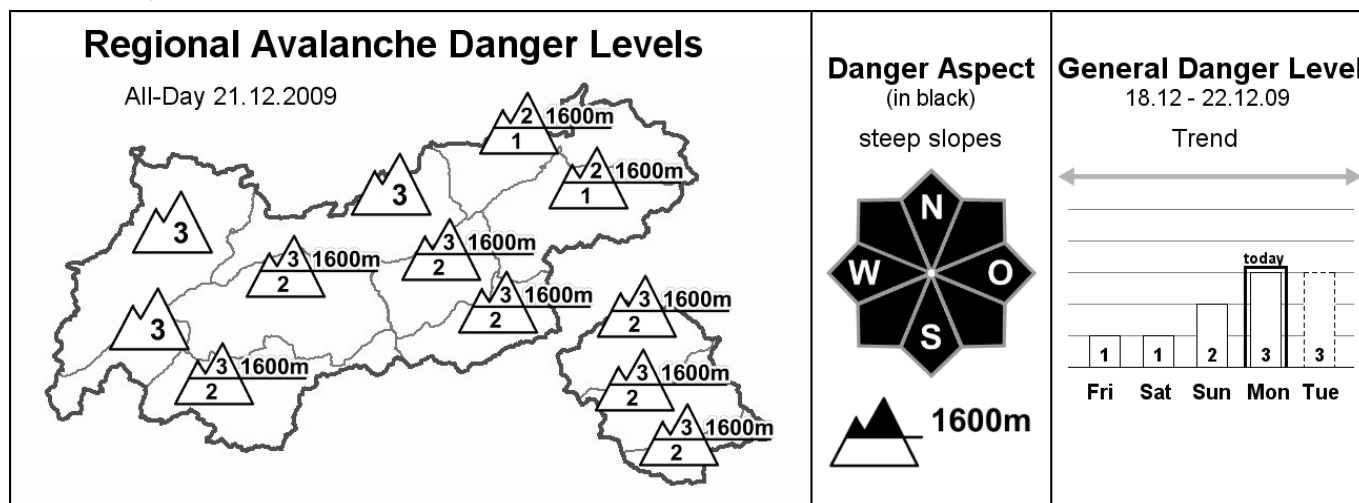 Regional Avalanche Danger Levels
All-Day 21.12.2009
2 1600m
1
2 1600m
1
3
3
3 1600m
2
3 1600m
2
3 1600m
2
3 1600m
2
3
3 1600m
2
3 1600m
2
3 1600m
2
Danger Aspect
(in black)
steep slopes
N
W
O
S
1600m
General Danger Level
18.12 - 22.12.09
Trend
today
1 1 2 3 3
Fri Sat Sun Mon Tue